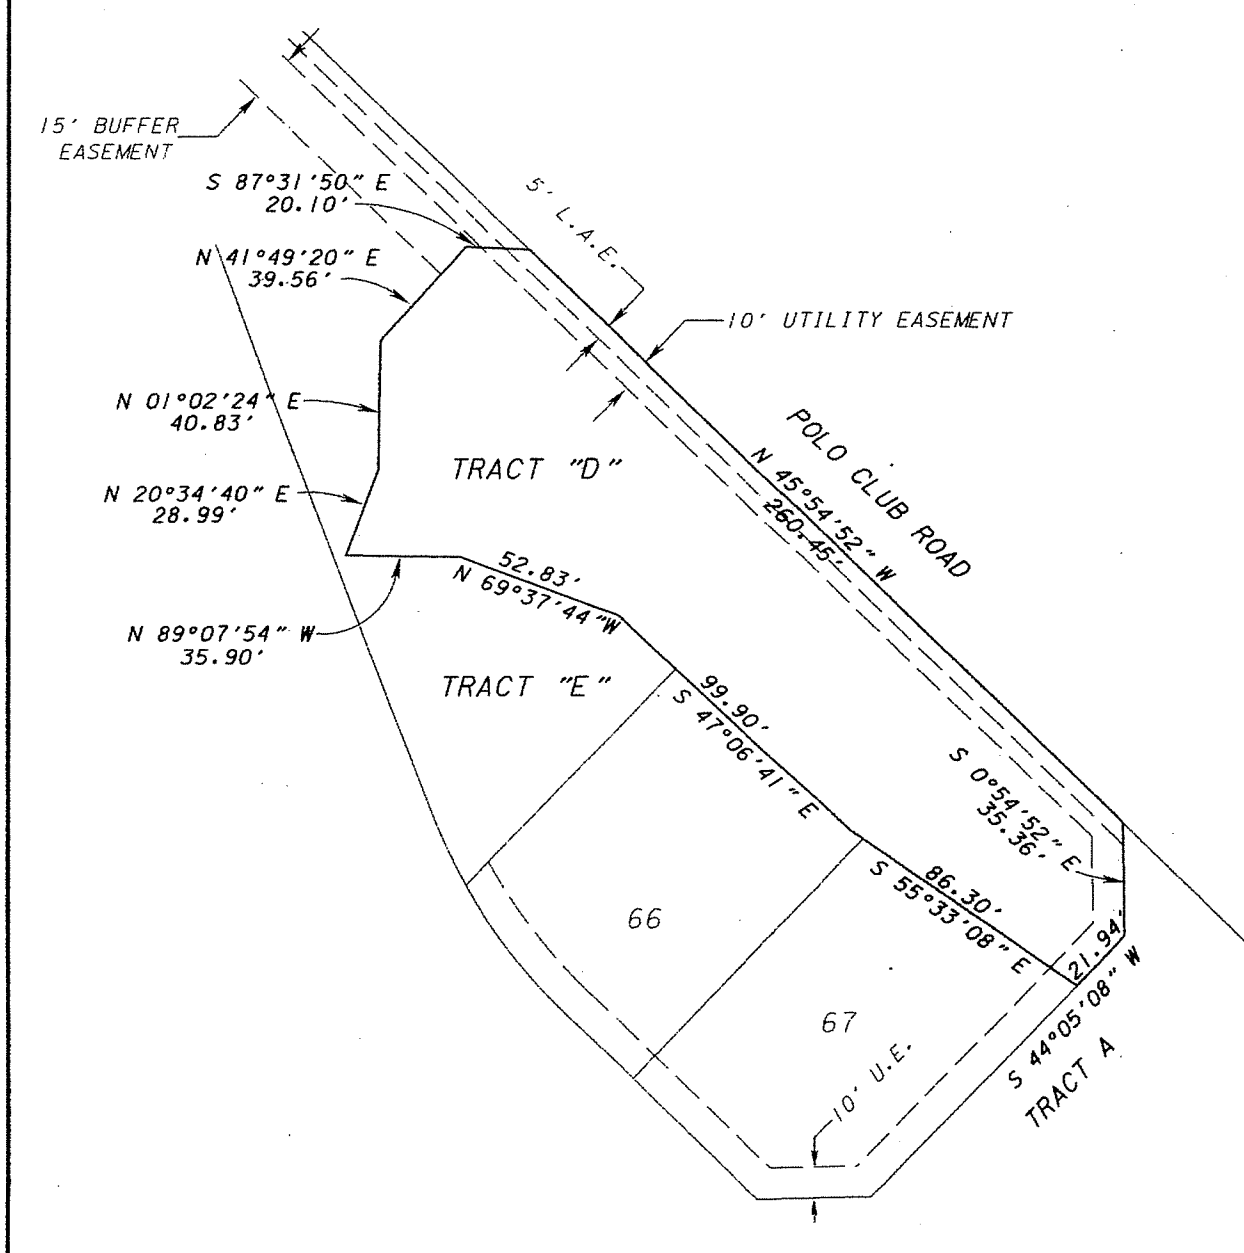 15' BUFFER
EASEMENT
S 87°31'50" E
20.10'
5' L.A.E.
N 41°49'20" E
39.56'
10' UTILITY EASEMENT
N 01°02'24" E
40.83'
POLO CLUB ROAD
N 45°54'52" W
260.45'
TRACT "D"
N 20°34'40" E
28.99'
52.83'
N 69°37'44"W
N 89°07'54" W
35.90'
TRACT "E"
99.90'
S 47°06'41" E
S 0°54'52" E
35.36'
86.30'
S 55°33'08" E
66
21.94'
S 44°05'08" W
67
TRACT A
10' U.E.